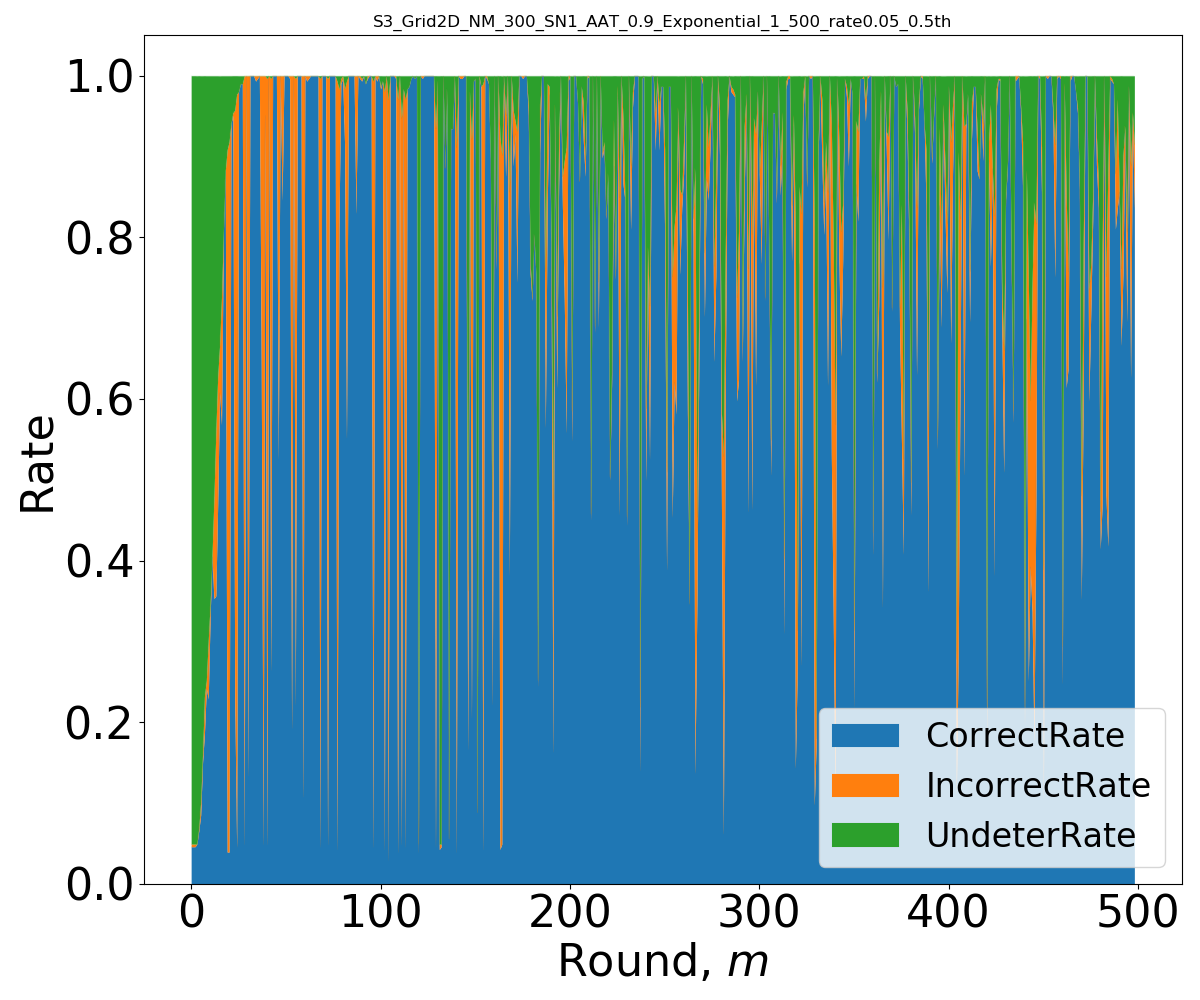 S3_Grid2D_NM_300_SN1_AAT_0.9_Exponential_1_500_rate0.05_0.5th
1.0
0.8
0.6
0.4
0.2
0.0
Rate
CorrectRate
IncorrectRate
UndeterRate
0 100 200 300 400 500
Round, m